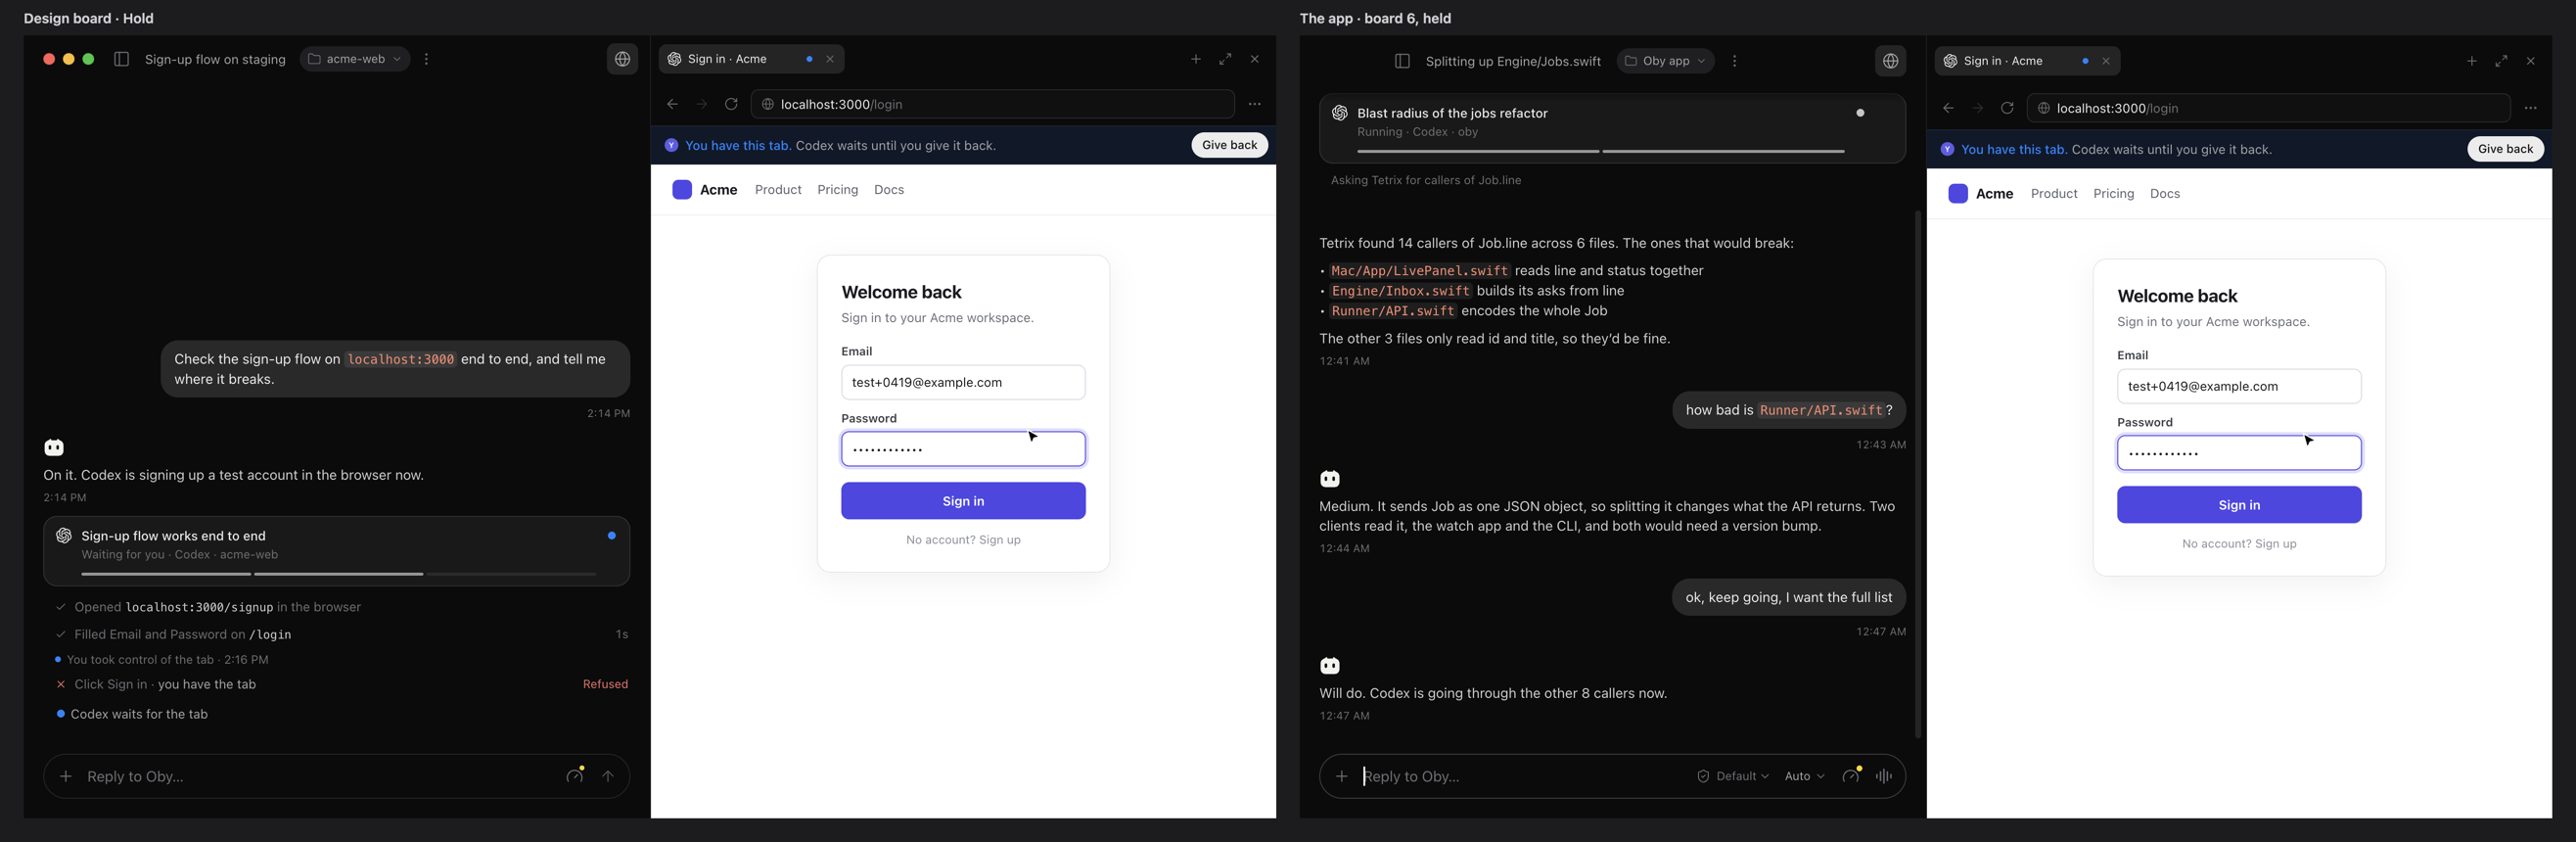 Design board · Hold
Sign-up flow on staging
acme-web
Sign in · Acme
localhost:3000/login
Y
You have this tab. Codex waits until you give it back.
Give back
Acme
Product
Pricing
Docs
Welcome back
Sign in to your Acme workspace.
Email
test+0419@example.com
Password
Sign in
No account? Sign up
Check the sign-up flow on localhost:3000 end to end, and tell me
where it breaks.
2:14 PM
On it. Codex is signing up a test account in the browser now.
2:14 PM
Sign-up flow works end to end
Waiting for you · Codex · acme-web
Opened localhost:3000/signup in the browser
Filled Email and Password on /login
1s
You took control of the tab · 2:16 PM
Click Sign in · you have the tab
Refused
Codex waits for the tab
Reply to Oby...
The app · board 6, held
Splitting up Engine/Jobs.swift
Oby app
Blast radius of the jobs refactor
Running · Codex · oby
Asking Tetrix for callers of Job.line
Tetrix found 14 callers of Job.line across 6 files. The ones that would break:
• Mac/App/LivePanel.swift reads line and status together
• Engine/Inbox.swift builds its asks from line
• Runner/API.swift encodes the whole Job
The other 3 files only read id and title, so they'd be fine.
12:41 AM
how bad is Runner/API.swift?
12:43 AM
Medium. It sends Job as one JSON object, so splitting it changes what the API returns. Two
clients read it, the watch app and the CLI, and both would need a version bump.
12:44 AM
ok, keep going, I want the full list
12:47 AM
Will do. Codex is going through the other 8 callers now.
12:47 AM
Reply to Oby...
Default
Auto
Sign in · Acme
localhost:3000/login
Y
You have this tab. Codex waits until you give it back.
Give back
Acme
Product
Pricing
Docs
Welcome back
Sign in to your Acme workspace.
Email
test+0419@example.com
Password
Sign in
No account? Sign up